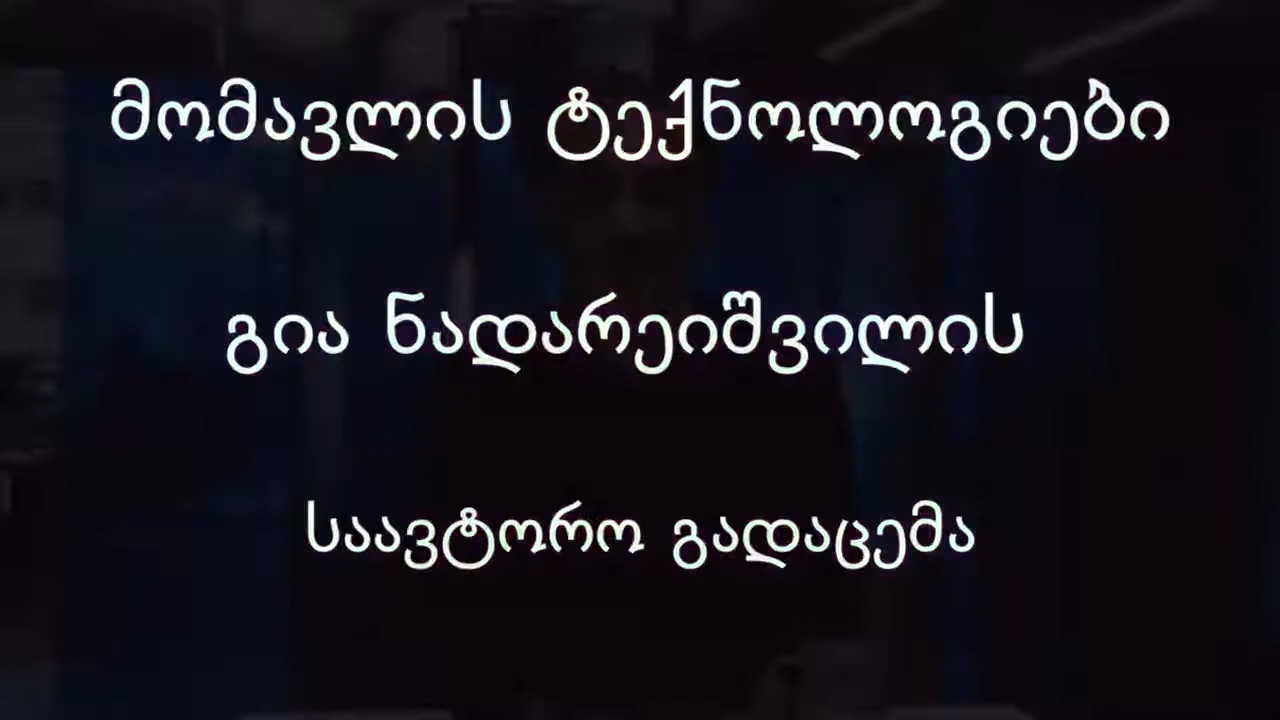 მომავლის ტექნოლოგიები
გია ნადარეიშვილის
საავტორო გადაცემა